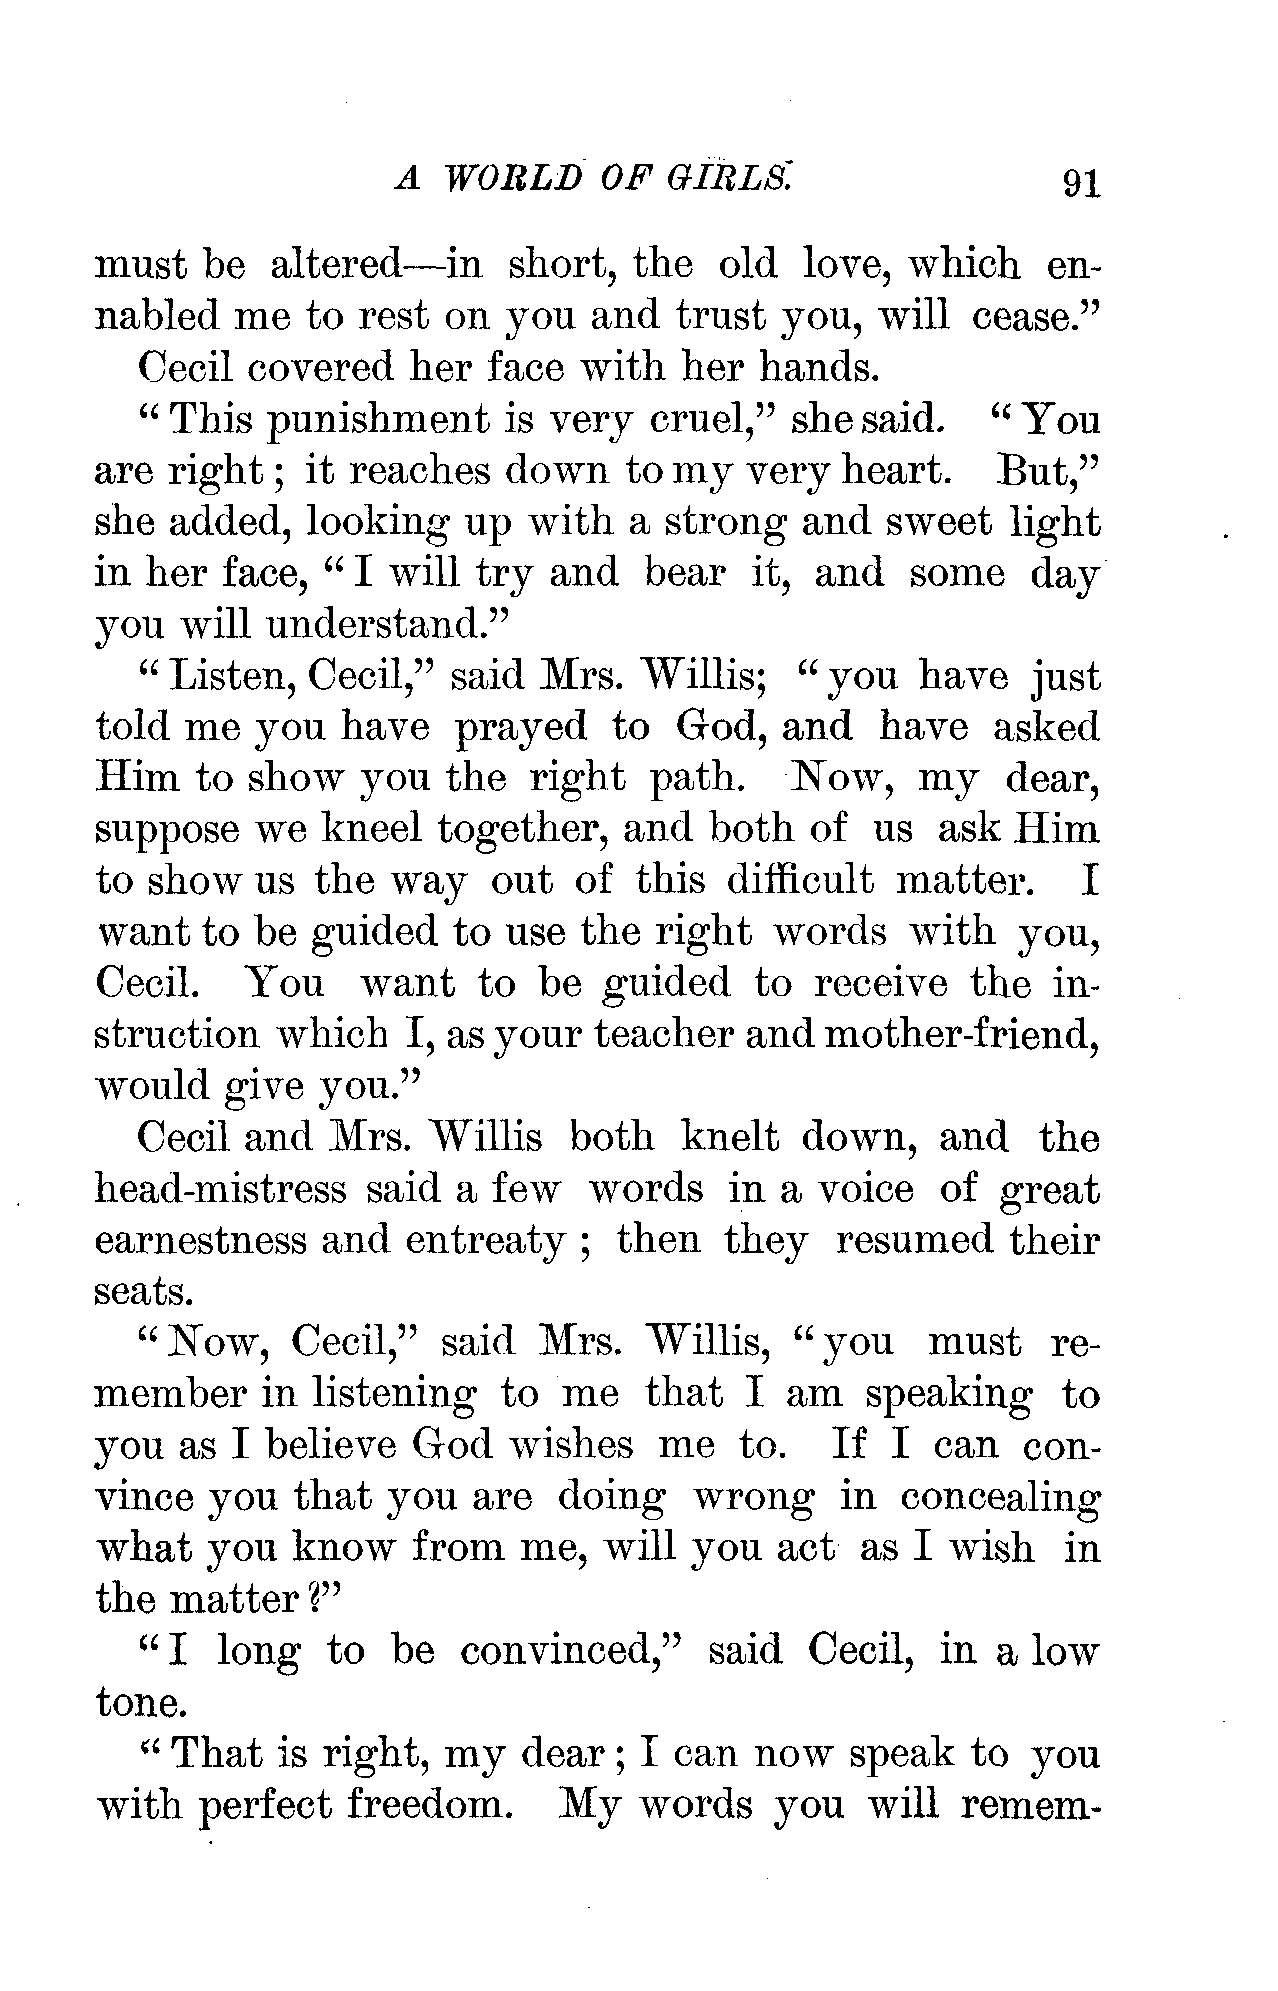 A WORLD OF GIRLS. 91
must be altered—in short, the old love, which en-
nabled me to rest on you and trust you, will cease."
Cecil covered her face with her hands.
"This punishment is very cruel," she said. "You
are right; it reaches down to my very heart. But,"
she added, looking up with a strong and sweet light
in her face, "I will try and bear it, and some day
you will understand."
"Listen, Cecil," said Mrs. Willis; "you have just
told me you have prayed to God, and have asked
Him to show you the right path. Now, my dear,
suppose we kneel together, and both of us ask Him
to show us the way out of this difficult matter. I
want to be guided to use the right words with you,
Cecil. You want to be guided to receive the in-
struction which I, as your teacher and mother-friend,
would give you."
Cecil and Mrs. Willis both knelt down, and the
head-mistress said a few words in a voice of great
earnestness and entreaty; then they resumed their
seats.
"Now, Cecil," said Mrs. Willis, "you must re-
member in listening to me that I am speaking to
you as I believe God wishes me to. If I can con-
vince you that you are doing wrong in concealing
what you know from me, will you act as I wish in
the matter?"
"I long to be convinced," said Cecil, in a low
tone.
"That is right, my dear; I can now speak to you
with perfect freedom. My words you will remem-